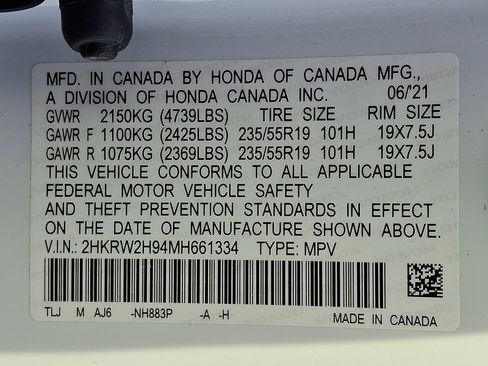 MFD. IN CANADA BY HONDA OF CANADA MFG.,
A DIVISION OF HONDA CANADA INC. 06/'21
GVWR 2150KG (4739LBS) TIRE SIZE RIM SIZE
GAWR F 1100KG (2425LBS) 235/55R19 101H 19X7.5J
GAWR R 1075KG (2369LBS) 235/55R19 101H 19X7.5J
THIS VEHICLE CONFORMS TO ALL APPLICABLE
FEDERAL MOTOR VEHICLE SAFETY
AND THEFT PREVENTION STANDARDS IN EFFECT
ON THE DATE OF MANUFACTURE SHOWN ABOVE.
V.I.N.: 2HKRW2H94MH661334 TYPE: MPV
TLJ M AJ6 -NH883P -A -H
MADE IN CANADA